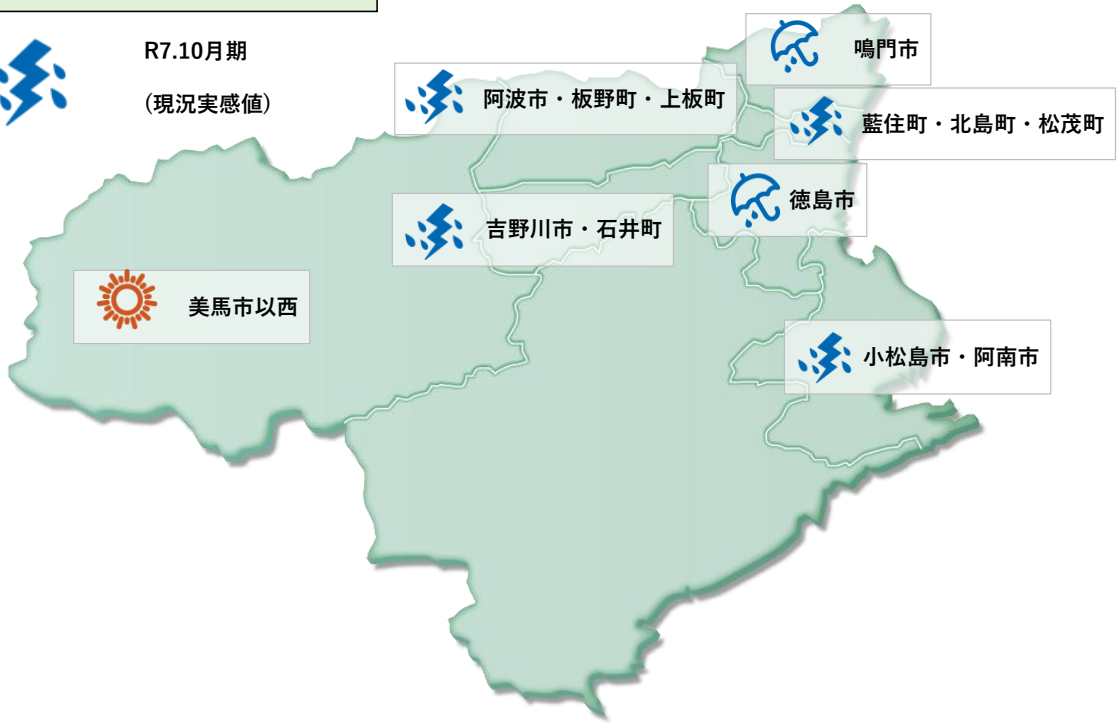 R7.10月期
(現況実感値)
鳴門市
阿波市・板野町・上板町
藍住町・北島町・松茂町
徳島市
吉野川市・石井町
美馬市以西
小松島市・阿南市